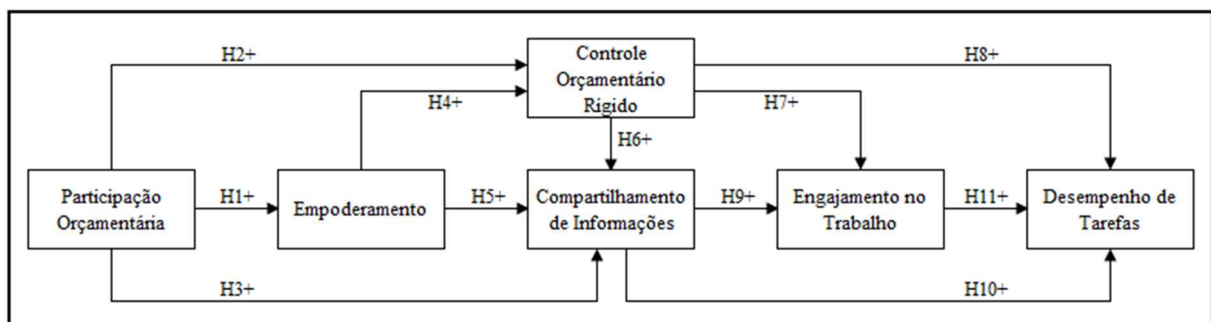 H2+
Controle
Orçamentário
Rigido
H8+
H4+
H7+
H6+
Participação
Orçamentária
H1+
Empoderamento
H5+
Compartilhamento
de Informações
H9+
Engajamento no
Trabalho
H11+
Desempenho de
Tarefas
H3+
H10+